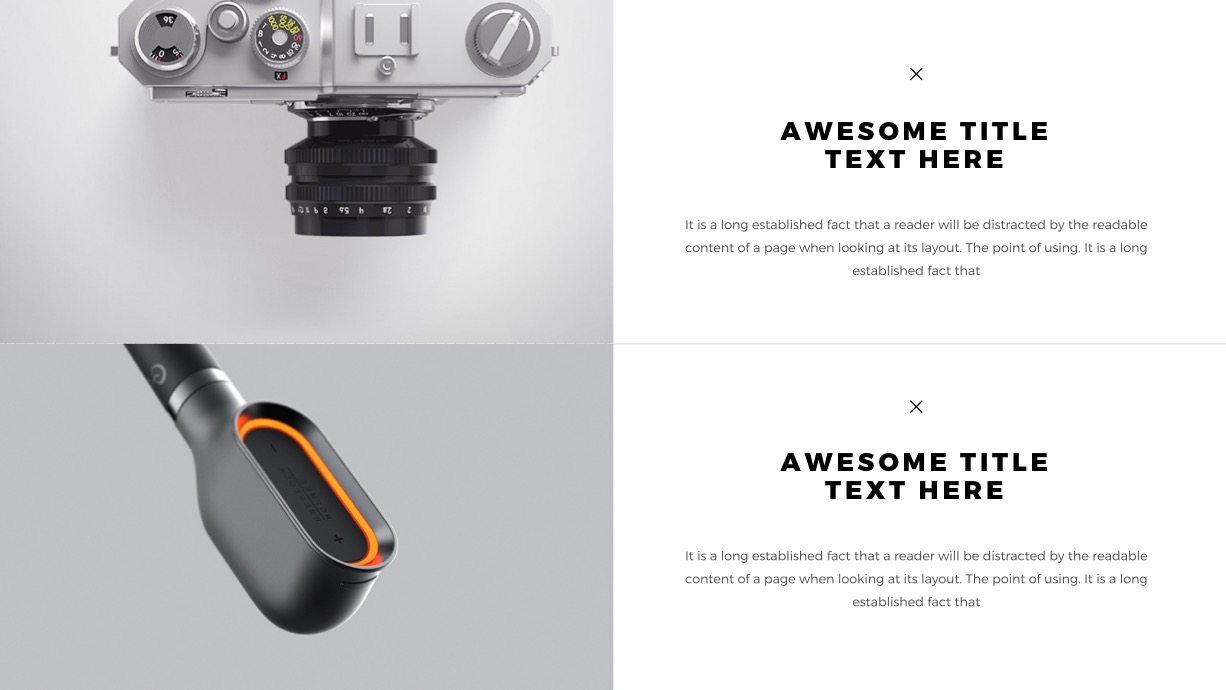 AWESOME TITLE
TEXT HERE
It is a long established fact that a reader will be distracted by the readable
content of a page when looking at its layout. The point of using. It is a long
established fact that
AWESOME TITLE
TEXT HERE
It is a long established fact that a reader will be distracted by the readable
content of a page when looking at its layout. The point of using. It is a long
established fact that